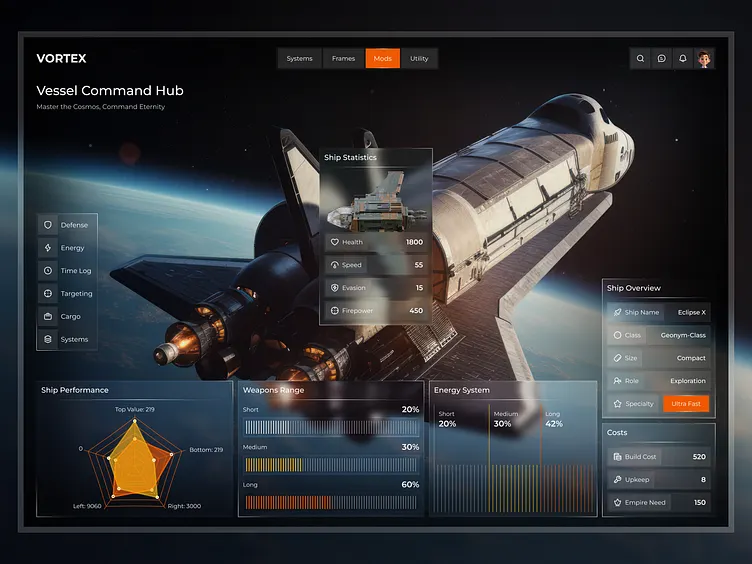 VORTEX
Systems
Frames
Mods
Utility
Vessel Command Hub
Master the Cosmos, Command Eternity
Ship Statistics
Health 1800
Speed 55
Evasion 15
Firepower 450
Defense
Energy
Time Log
Targeting
Cargo
Systems
Ship Overview
Ship Name Eclipse X
Class Geonym-Class
Size Compact
Role Exploration
Specialty Ultra Fast
Ship Performance
Top Value: 219
0
Bottom: 219
Left: 9060
Right: 3000
Weapons Range
Short 20%
Medium 30%
Long 60%
Energy System
Short
Medium
Long
20%
30%
42%
Costs
Build Cost 520
Upkeep 8
Empire Need 150